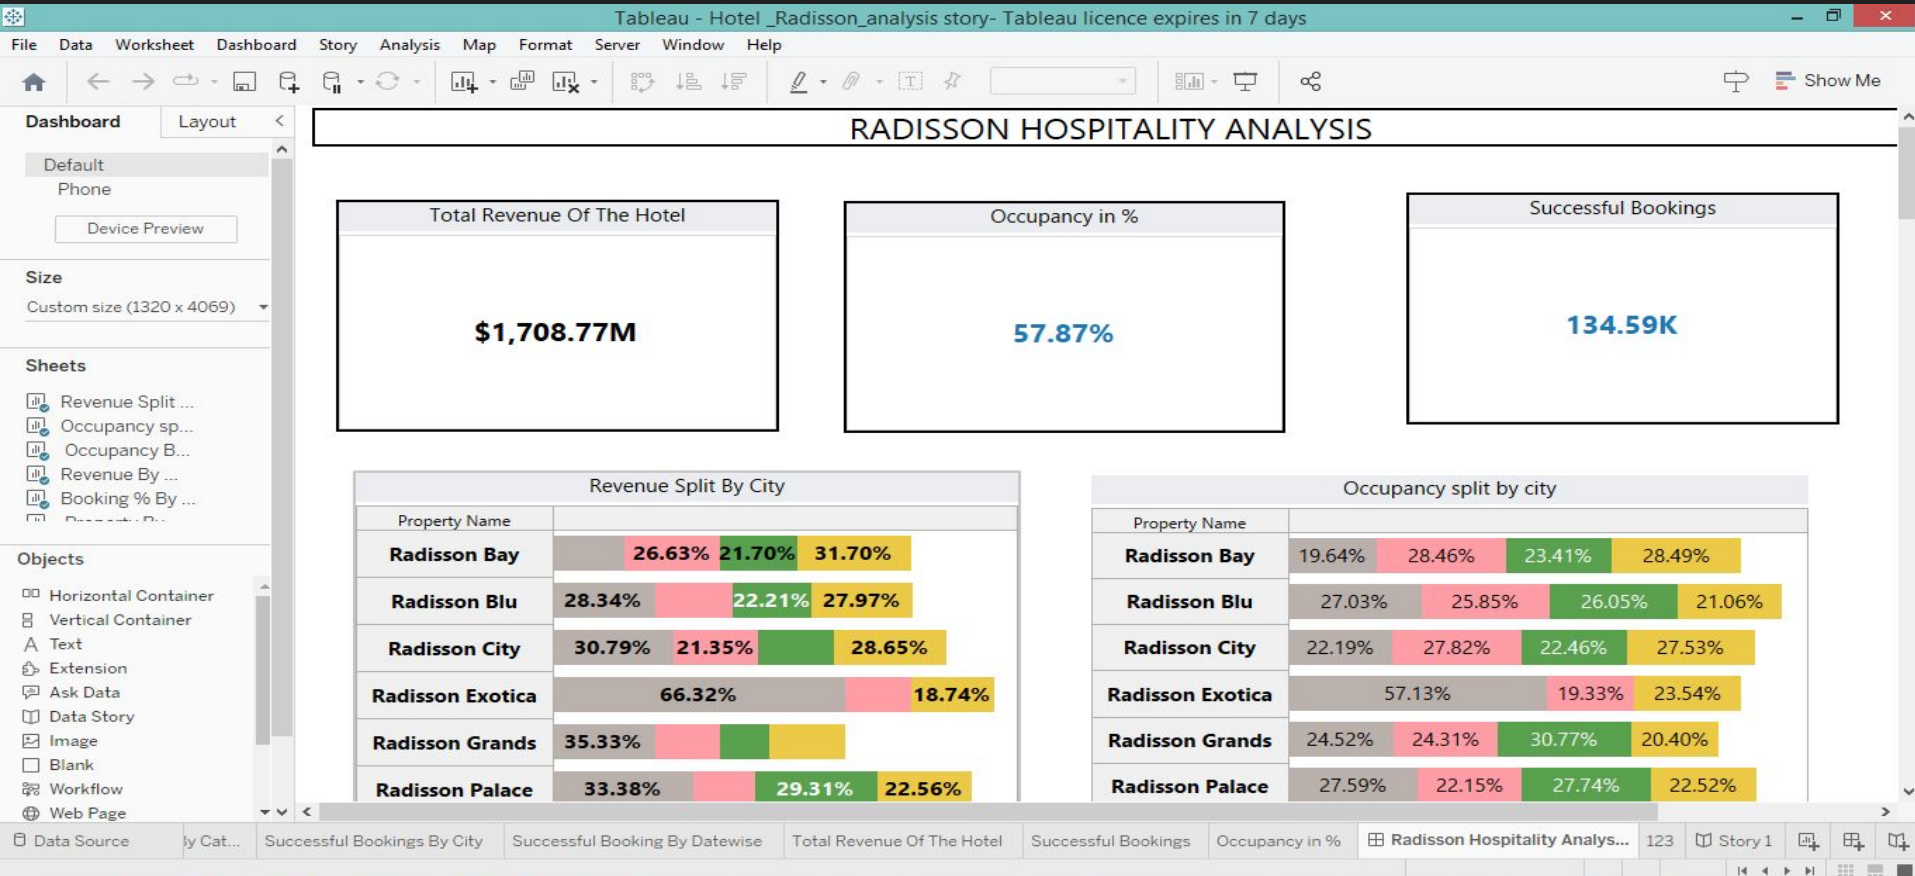 Tableau - Hotel _Radisson_analysis story- Tableau licence expires in 7 days
File Data Worksheet Dashboard Story Analysis Map Format Server Window Help
Show Me
Dashboard Layout
Default
Phone
Device Preview
Size
Custom size (1320 x 4069)
Sheets
Revenue Split ...
Occupancy sp...
Occupancy B...
Revenue By ...
Booking % By ...
Objects
Horizontal Container
Vertical Container
Text
Extension
Ask Data
Data Story
Image
Blank
Workflow
Web Page
RADISSON HOSPITALITY ANALYSIS
Total Revenue Of The Hotel
$1,708.77M
Occupancy in %
57.87%
Successful Bookings
134.59K
Revenue Split By City
Property Name
Radisson Bay 26.63% 21.70% 31.70%
Radisson Blu 28.34% 22.21% 27.97%
Radisson City 30.79% 21.35% 28.65%
Radisson Exotica 66.32% 18.74%
Radisson Grands 35.33%
Radisson Palace 33.38% 29.31% 22.56%
Occupancy split by city
Property Name
Radisson Bay 19.64% 28.46% 23.41% 28.49%
Radisson Blu 27.03% 25.85% 26.05% 21.06%
Radisson City 22.19% 27.82% 22.46% 27.53%
Radisson Exotica 57.13% 19.33% 23.54%
Radisson Grands 24.52% 24.31% 30.77% 20.40%
Radisson Palace 27.59% 22.15% 27.74% 22.52%
Data Source y Cat... Successful Bookings By City Successful Booking By Datewise Total Revenue Of The Hotel Successful Bookings Occupancy in % Radisson Hospitality Analys... 123 Story 1